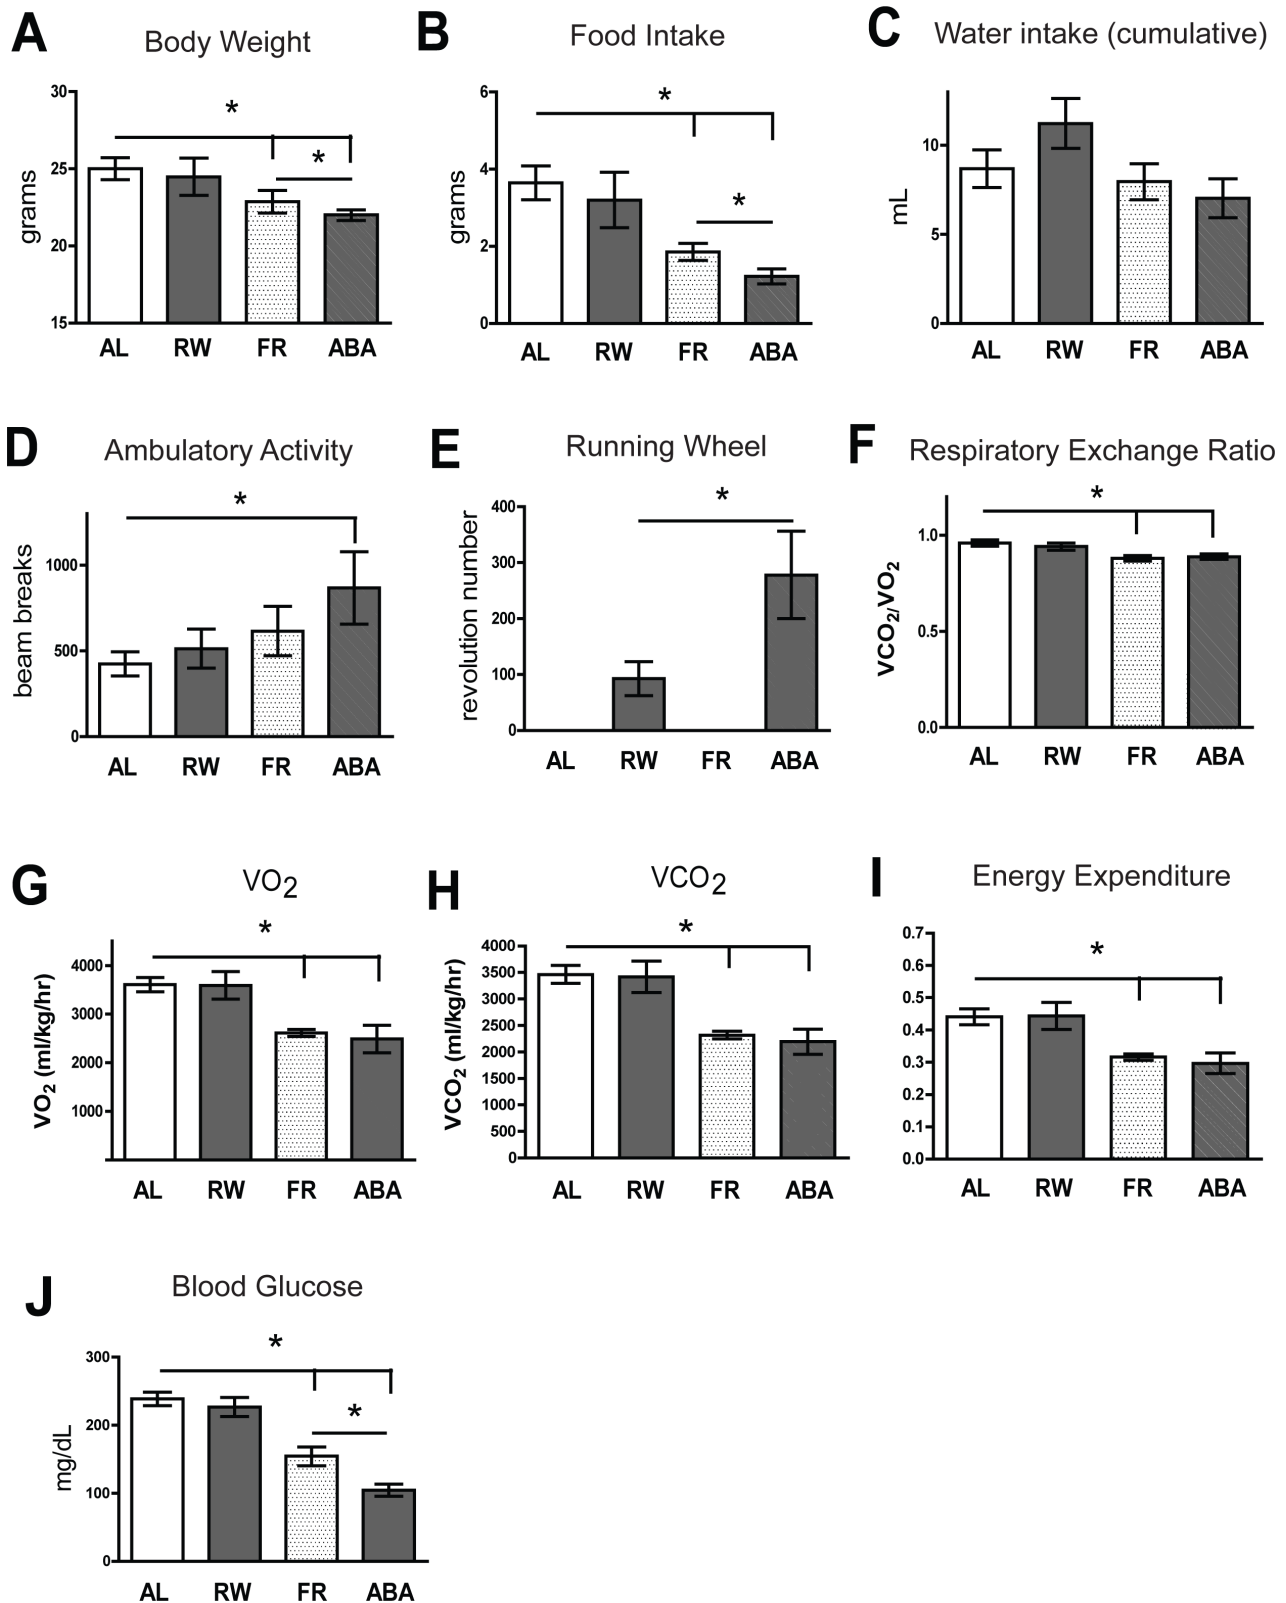 A Body Weight
*
*
grams
30
25
20
15
AL RW FR ABA
B Food Intake
*
*
grams
6
4
2
0
AL RW FR ABA
C Water intake (cumulative)
mL
10
5
0
AL RW FR ABA
D Ambulatory Activity
*
beam breaks
1000
500
0
AL RW FR ABA
E Running Wheel
*
revolution number
400
300
200
100
0
AL RW FR ABA
F Respiratory Exchange Ratio
*
VCO2/VO2
1.0
0.5
0.0
AL RW FR ABA
G VO2
*
VO2 (ml/kg/hr)
4000
3000
2000
1000
AL RW FR ABA
H VCO2
*
VCO2 (ml/kg/hr)
4000
3500
3000
2500
2000
1500
1000
500
0
AL RW FR ABA
I Energy Expenditure
*
0.7
0.6
0.5
0.4
0.3
0.2
0.1
0.0
AL RW FR ABA
J Blood Glucose
*
*
mg/dL
300
200
100
0
AL RW FR ABA